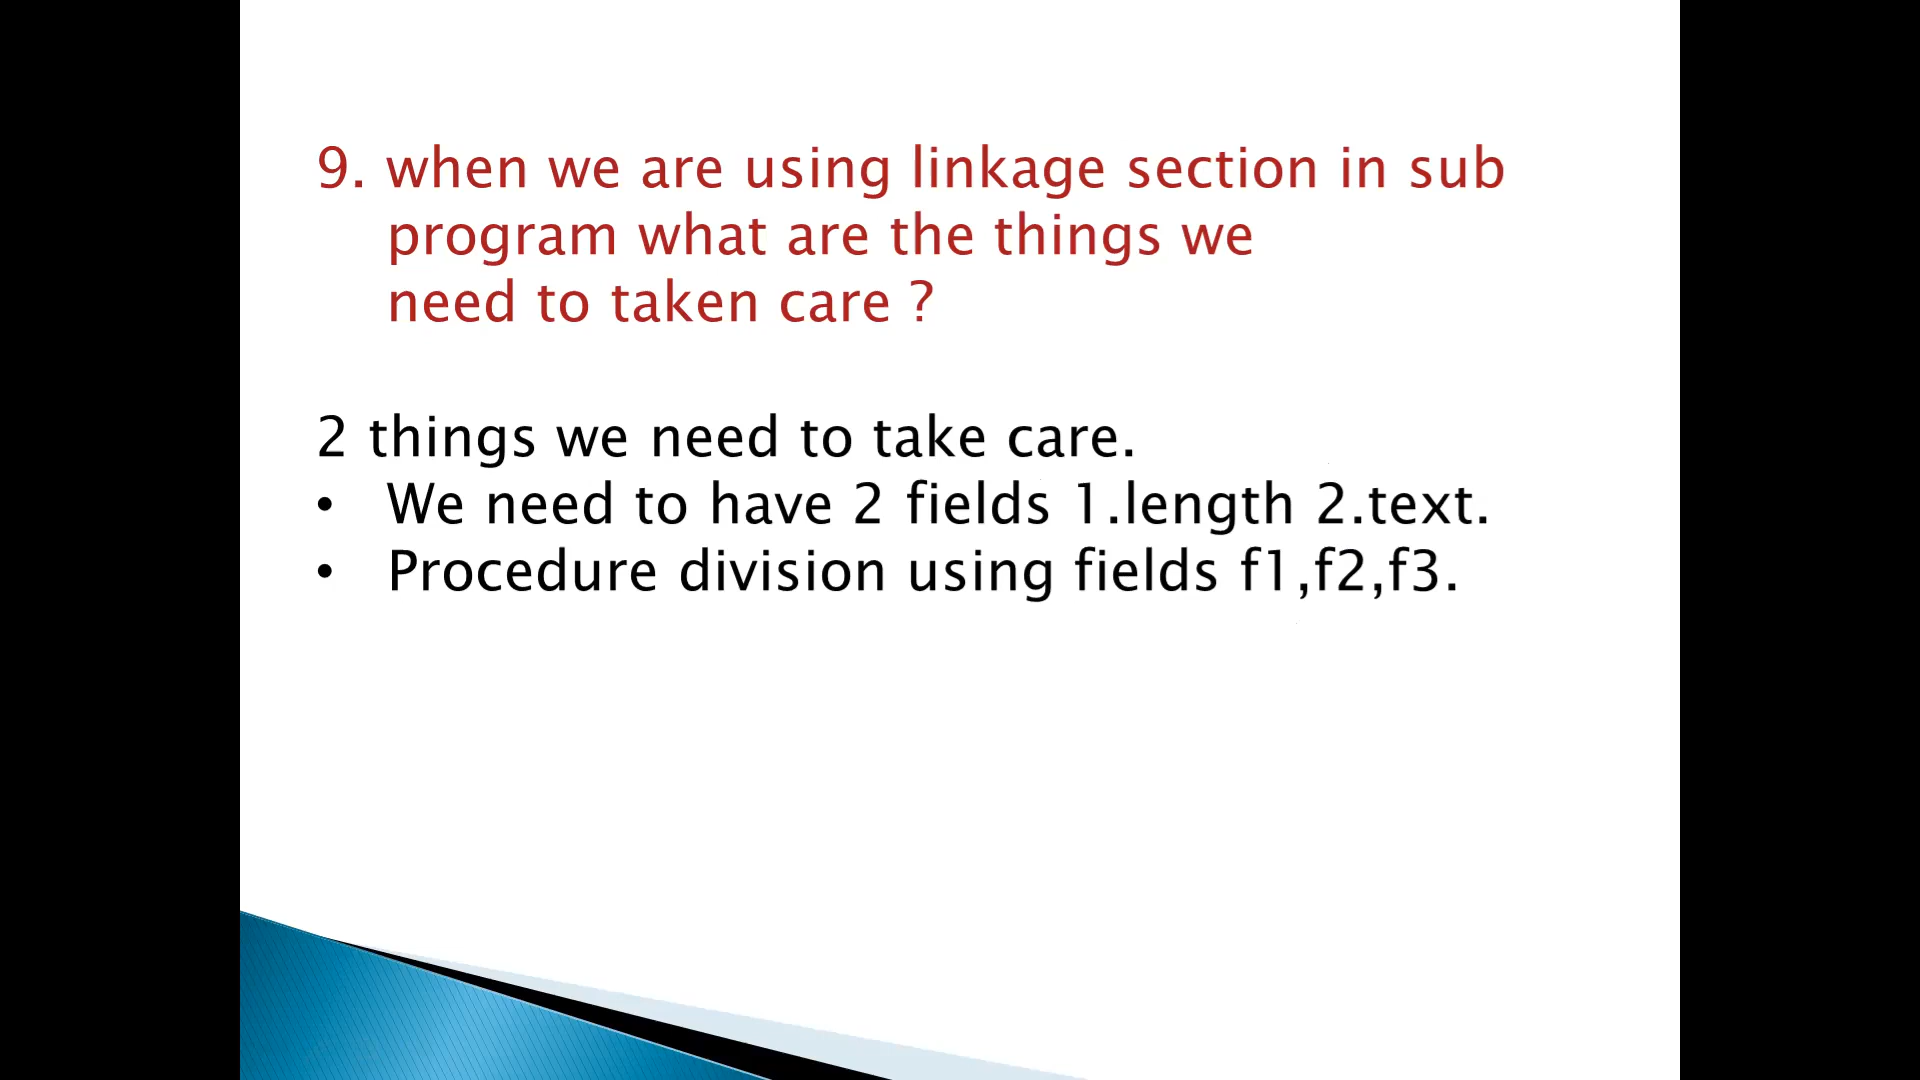 9. when we are using linkage section in sub
program what are the things we
need to taken care ?
2 things we need to take care.
• We need to have 2 fields 1.length 2.text.
• Procedure division using fields f1,f2,f3.